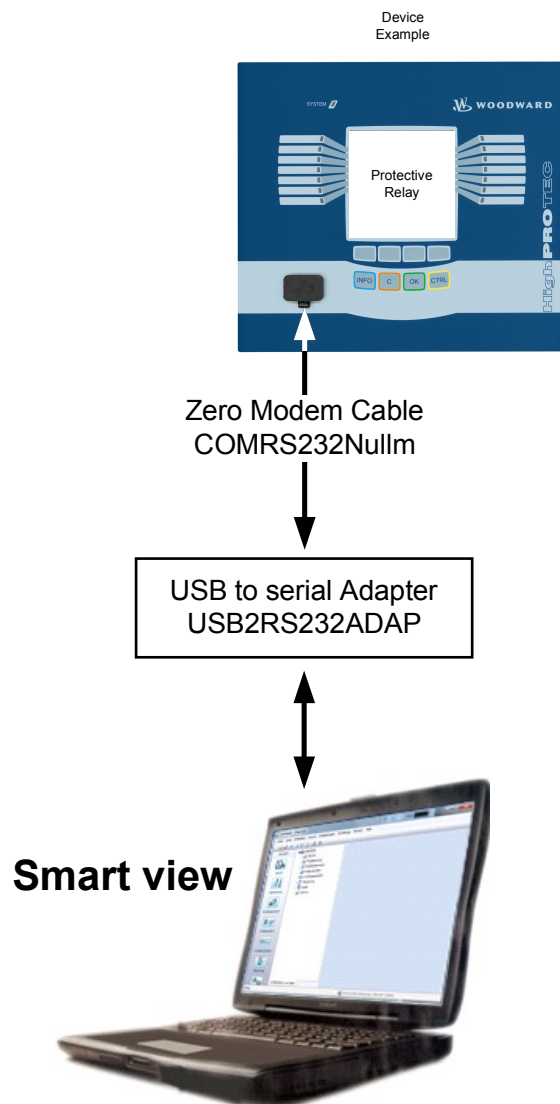 Device
Example
SYSTEM
WOODWARD
Protective
Relay
HighPROTEC
INFO
C
OK
CTRL
Zero Modem Cable
COMRS232Nullm
USB to serial Adapter
USB2RS232ADAP
Smart view